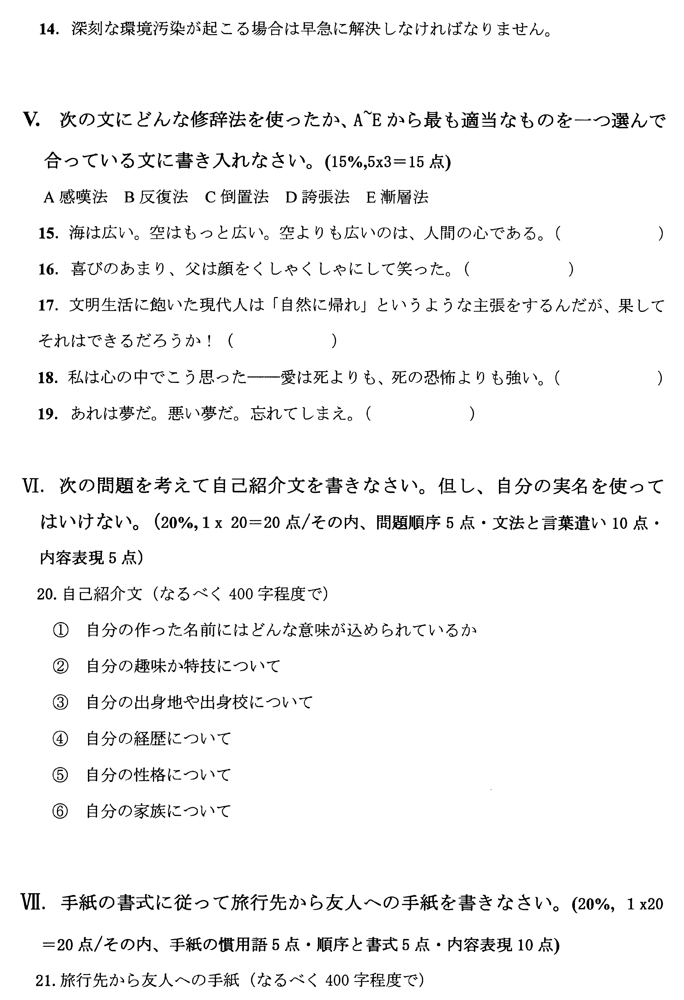 14. 深刻な環境汚染が起こる場合は早急に解決しなければなりません。
V. 次の文にどんな修辞法を使ったか、A~Eから最も適当なものを一つ選んで
合っている文に書き入れなさい。(15%,5x3＝15 点)
A 感嘆法 B 反復法 C 倒置法 D 誇張法 E 漸層法
15. 海は広い。空はもっと広い。空よりも広いのは、人間の心である。（ ）
16. 喜びのあまり、父は顔をくしゃくしゃにして笑った。（ ）
17. 文明生活に飽いた現代人は「自然に帰れ」というような主張をするんだが、果して
それはできるだろうか！（ ）
18. 私は心の中でこう思った――愛は死よりも、死の恐怖よりも強い。（ ）
19. あれは夢だ。悪い夢だ。忘れてしまえ。（ ）
Ⅵ. 次の問題を考えて自己紹介文を書きなさい。但し、自分の実名を使って
はいけない。（20%, 1 x 20＝20 点/その内、問題順序 5 点・文法と言葉遣い 10 点・
内容表現 5 点）
20. 自己紹介文（なるべく 400 字程度で）
① 自分の作った名前にはどんな意味が込められているか
② 自分の趣味か特技について
③ 自分の出身地や出身校について
④ 自分の経歴について
⑤ 自分の性格について
⑥ 自分の家族について
Ⅶ. 手紙の書式に従って旅行先から友人への手紙を書きなさい。(20%, 1 x20
＝20 点/その内、手紙の慣用語 5 点・順序と書式 5 点・内容表現 10 点)
21. 旅行先から友人への手紙（なるべく 400 字程度で）